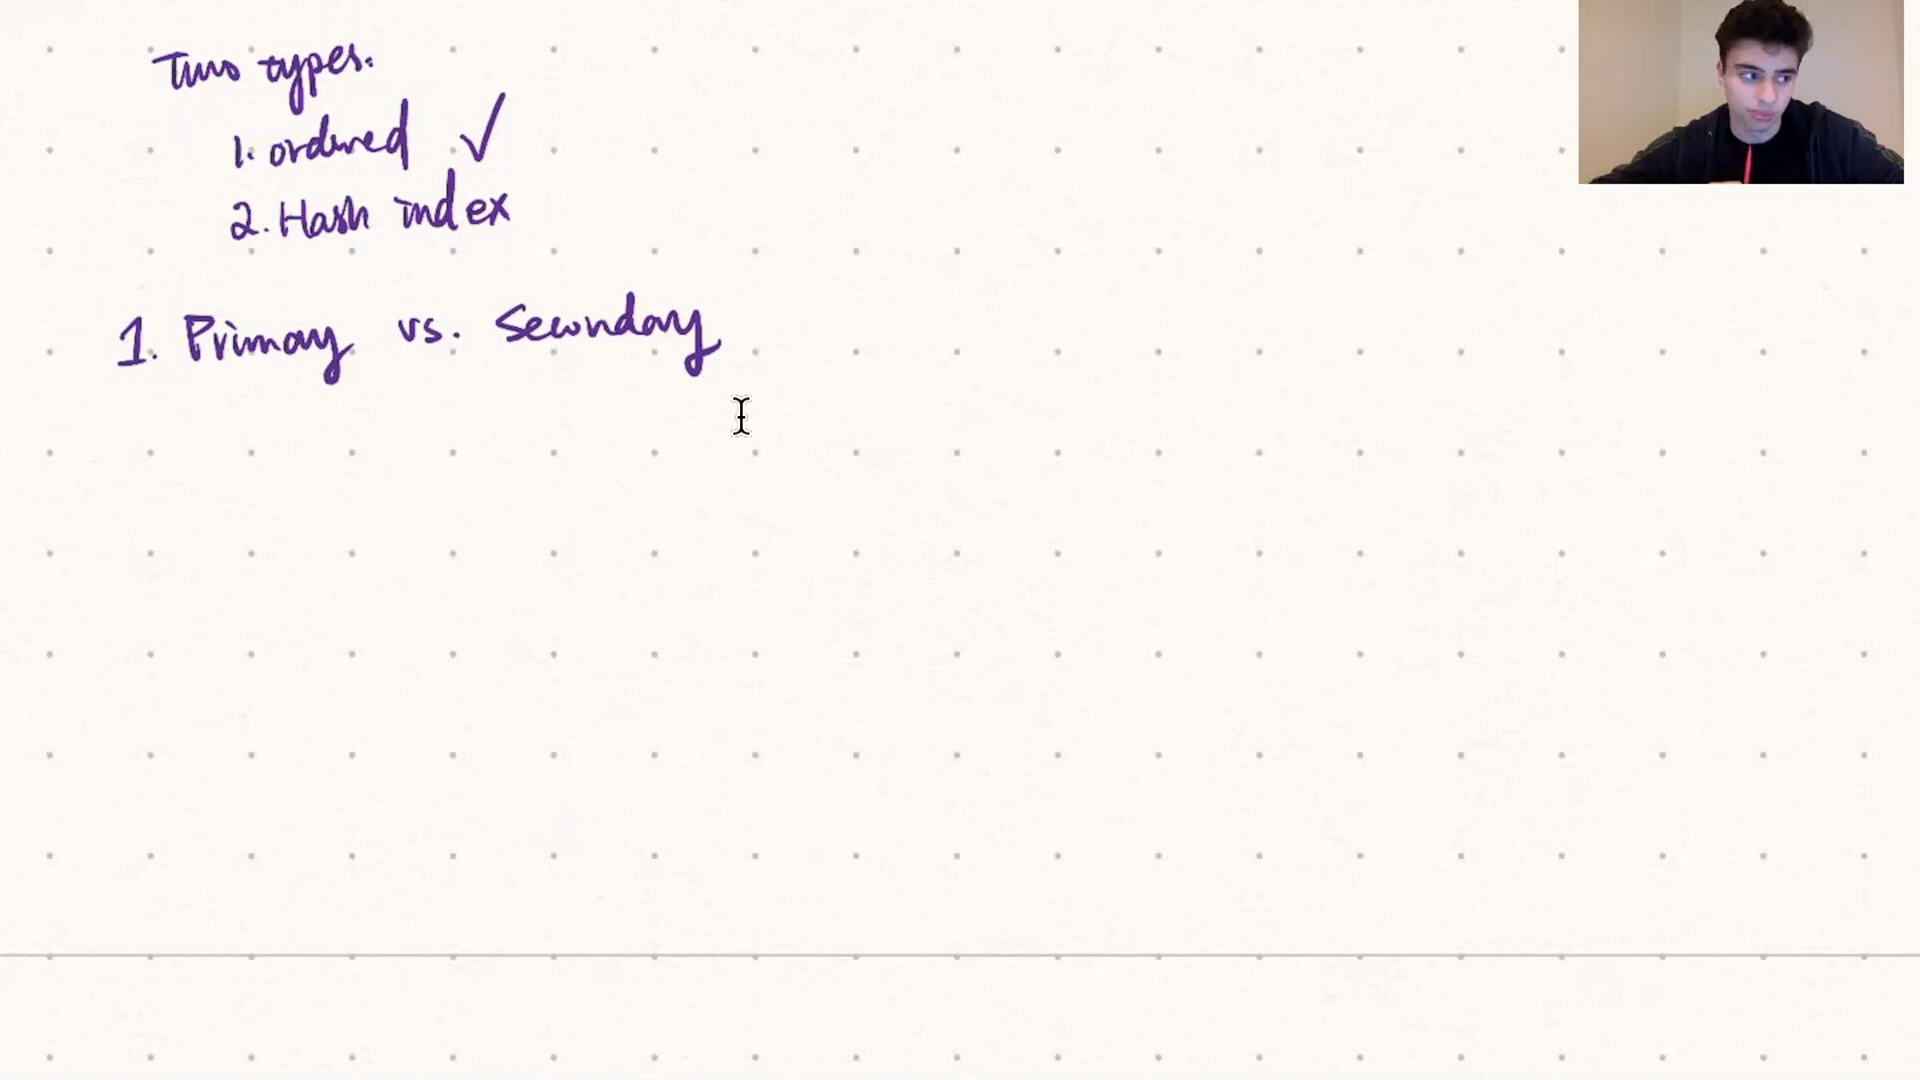 Two types.
1. ordered ✓
2. Hash index
1. Primary vs. Secondary